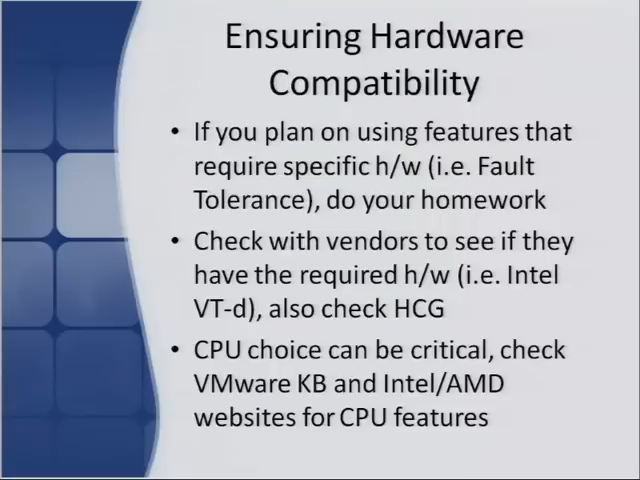 Ensuring Hardware
Compatibility
• If you plan on using features that
require specific h/w (i.e. Fault
Tolerance), do your homework
• Check with vendors to see if they
have the required h/w (i.e. Intel
VT-d), also check HCG
• CPU choice can be critical, check
VMware KB and Intel/AMD
websites for CPU features